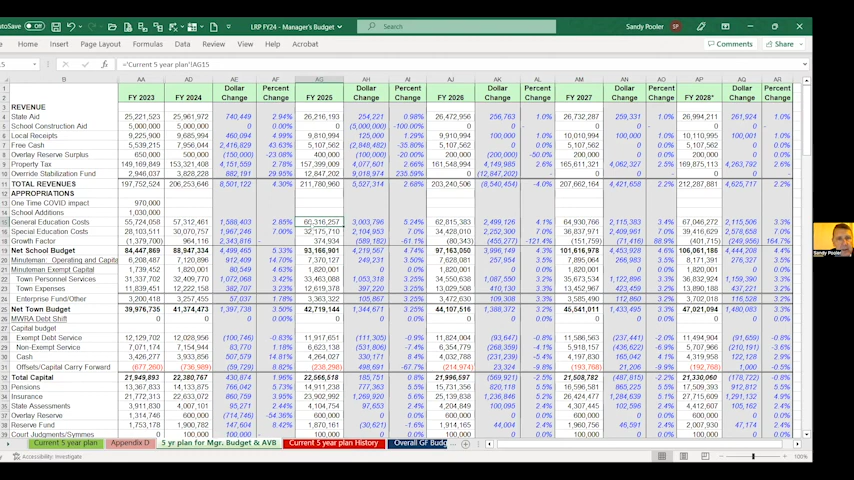 AutoSave Off LRP FY24 - Manager's Budget Search Sandy Pooler SP
Home Insert Page Layout Formulas Data Review View Help Acrobat Comments Share
fx ='Current 5 year plan'!AG15
B AA AD AE AF AG AH AI AJ AK AL AM AN AO AP AQ AR
1 Dollar Percent Dollar Percent Dollar Percent Dollar Percent Dollar Percent
2 FY 2023 FY 2024 Change Change FY 2025 Change Change FY 2026 Change Change FY 2027 Change Change FY 2028* Change Change
3 REVENUE
4 State Aid 25,221,523 25,961,972 740,449 2.94% 26,216,193 254,221 0.98% 26,472,956 256,763 1.0% 26,732,287 259,331 1.0% 26,994,211 261,924 1.0%
5 School Construction Aid 5,000,000 5,000,000 0 0.00% 0 (5,000,000) -100.00% 0 0 0 0 0 0
6 Local Receipts 9,225,900 9,685,994 460,094 4.99% 9,810,994 125,000 1.29% 9,910,994 100,000 1.0% 10,010,994 100,000 1.0% 10,110,995 100,001 1.0%
7 Free Cash 5,539,215 7,956,044 2,416,829 43.63% 5,107,562 (2,848,482) -35.80% 5,107,562 0 0.0% 5,107,562 0 0.0% 5,107,562 0 0.0%
8 Overlay Reserve Surplus 650,000 500,000 (150,000) -23.08% 400,000 (100,000) -20.00% 200,000 (200,000) -50.0% 200,000 0 0.0% 200,000 0 0.0%
9 Property Tax 149,169,849 153,321,408 4,151,559 2.78% 157,399,009 4,077,601 2.66% 161,548,994 4,149,985 2.6% 165,611,321 4,062,327 2.5% 169,875,113 4,263,792 2.6%
10 Override Stabilization Fund 2,946,037 3,828,228 882,191 29.95% 12,847,202 9,018,974 235.59% 0 (12,847,202) 0 0 0 0
11 TOTAL REVENUES 197,752,524 206,253,646 8,501,122 4.30% 211,780,960 5,527,314 2.68% 203,240,506 (8,540,454) -4.0% 207,662,164 4,421,658 2.2% 212,287,881 4,625,717 2.2%
12 APPROPRIATIONS
13 One Time COVID impact 970,000
14 School Additions 1,030,000
15 General Education Costs 55,724,058 57,312,461 1,588,403 2.85% 60,316,257 3,003,796 5.24% 62,815,383 2,499,126 4.1% 64,930,766 2,115,383 3.4% 67,046,272 2,115,506 3.3%
16 Special Education Costs 28,103,511 30,070,757 1,967,246 7.00% 32,175,710 2,104,953 7.0% 34,428,010 2,252,300 7.0% 36,837,971 2,409,961 7.0% 39,416,629 2,578,658 7.0%
18 Growth Factor (1,379,700) 964,116 2,343,816 374,934 (589,182) -61.1% (80,343) (455,277) -121.4% (151,759) (71,416) 88.9% (401,715) (249,956) 164.7%
19 Net School Budget 84,447,869 88,947,334 4,499,465 5.33% 93,166,901 4,219,567 4.74% 97,163,050 3,996,149 4.3% 101,616,978 4,453,928 4.6% 106,061,186 4,444,208 4.4%
20 Minuteman: Operating and Capita 6,208,487 7,120,896 912,409 14.70% 7,370,127 249,231 3.50% 7,628,081 257,954 3.5% 7,895,064 266,983 3.5% 8,171,391 276,327 3.5%
21 Minuteman Exempt Capital 1,739,452 1,820,001 80,549 4.63% 1,820,001 0 1,820,001 0 1,820,001 0 1,820,001 0
22 Town Personnel Services 31,337,702 32,409,770 1,072,068 3.42% 33,463,088 1,053,318 3.25% 34,550,638 1,087,550 3.2% 35,673,534 1,122,896 3.2% 36,832,924 1,159,390 3.2%
23 Town Expenses 11,839,451 12,222,158 382,707 3.23% 12,619,378 397,220 3.25% 13,029,508 410,130 3.2% 13,452,967 423,459 3.2% 13,890,188 437,221 3.2%
24 Enterprise Fund/Other 3,200,418 3,257,455 57,037 1.78% 3,363,322 105,867 3.25% 3,472,630 109,308 3.2% 3,585,490 112,860 3.2% 3,702,018 116,528 3.2%
25 Net Town Budget 39,976,735 41,374,473 1,397,738 3.50% 42,719,144 1,344,671 3.25% 44,107,516 1,388,372 3.2% 45,541,011 1,433,495 3.2% 47,021,094 1,480,083 3.2%
MWRA Debt Shift 0 0 0 0 0 0 0 0 0 0 0
Capital budget
Exempt Debt Service 12,129,702 12,028,956 (100,746) -0.83% 11,917,651 (111,305) -0.9% 11,824,004 (93,647) -0.8% 11,586,563 (237,441) -2.0% 11,494,904 (91,659) -0.8%
Non-Exempt Service 7,071,174 7,154,944 83,770 1.18% 6,623,138 (531,806) -7.4% 6,354,779 (268,359) -4.1% 5,918,157 (436,622) -6.9% 5,707,966 (210,191) -3.6%
Cash 3,426,277 3,933,856 507,579 14.81% 4,264,027 330,171 8.4% 4,032,788 (231,239) -5.4% 4,197,830 165,042 4.1% 4,319,958 122,128 2.9%
Offsets/Capital Carry Forward (677,260) (736,989) (59,729) 8.82% (238,298) 498,691 -67.7% (214,974) 23,324 -9.8% (193,768) 21,206 -9.9% (192,768) 1,000 -0.5%
Total Capital 21,949,893 22,380,767 430,874 1.96% 22,566,518 185,751 0.8% 21,996,597 (569,921) -2.5% 21,508,782 (487,815) -2.2% 21,330,060 (178,722) -0.8%
Pensions 13,367,833 14,133,875 766,042 5.73% 14,911,238 777,363 5.5% 15,731,356 820,118 5.5% 16,596,581 865,225 5.5% 17,509,393 912,812 5.5%
Insurance 21,772,314 22,633,072 860,759 3.95% 23,902,992 1,269,920 5.6% 25,139,838 1,236,846 5.2% 26,424,477 1,284,639 5.1% 27,715,609 1,291,132 4.9%
State Assessments 3,911,830 4,007,101 95,271 2.44% 4,104,754 97,653 2.4% 4,204,849 100,095 2.4% 4,307,451 102,596 2.4% 4,412,607 105,162 2.4%
Overlay Reserve 1,314,746 600,000 (714,746) -54.36% 600,000 0 600,000 0 600,000 0 600,000 0
Reserve Fund 1,753,178 1,900,782 147,604 8.42% 1,870,161 (30,621) -1.6% 1,914,165 44,004 2.4% 1,960,756 46,591 2.4% 2,007,930 47,174 2.4%
Court Judgments/Symmes 0 100,000 100,000 100,000 0 100,000 0 100,000 0 100,000 0
Current 5 year plan Appendix D 5 yr plan for Mgr. Budget & AVB Current 5 year plan History Overall GF Budg
Accessibility: Investigate 100%
Sandy Pooler